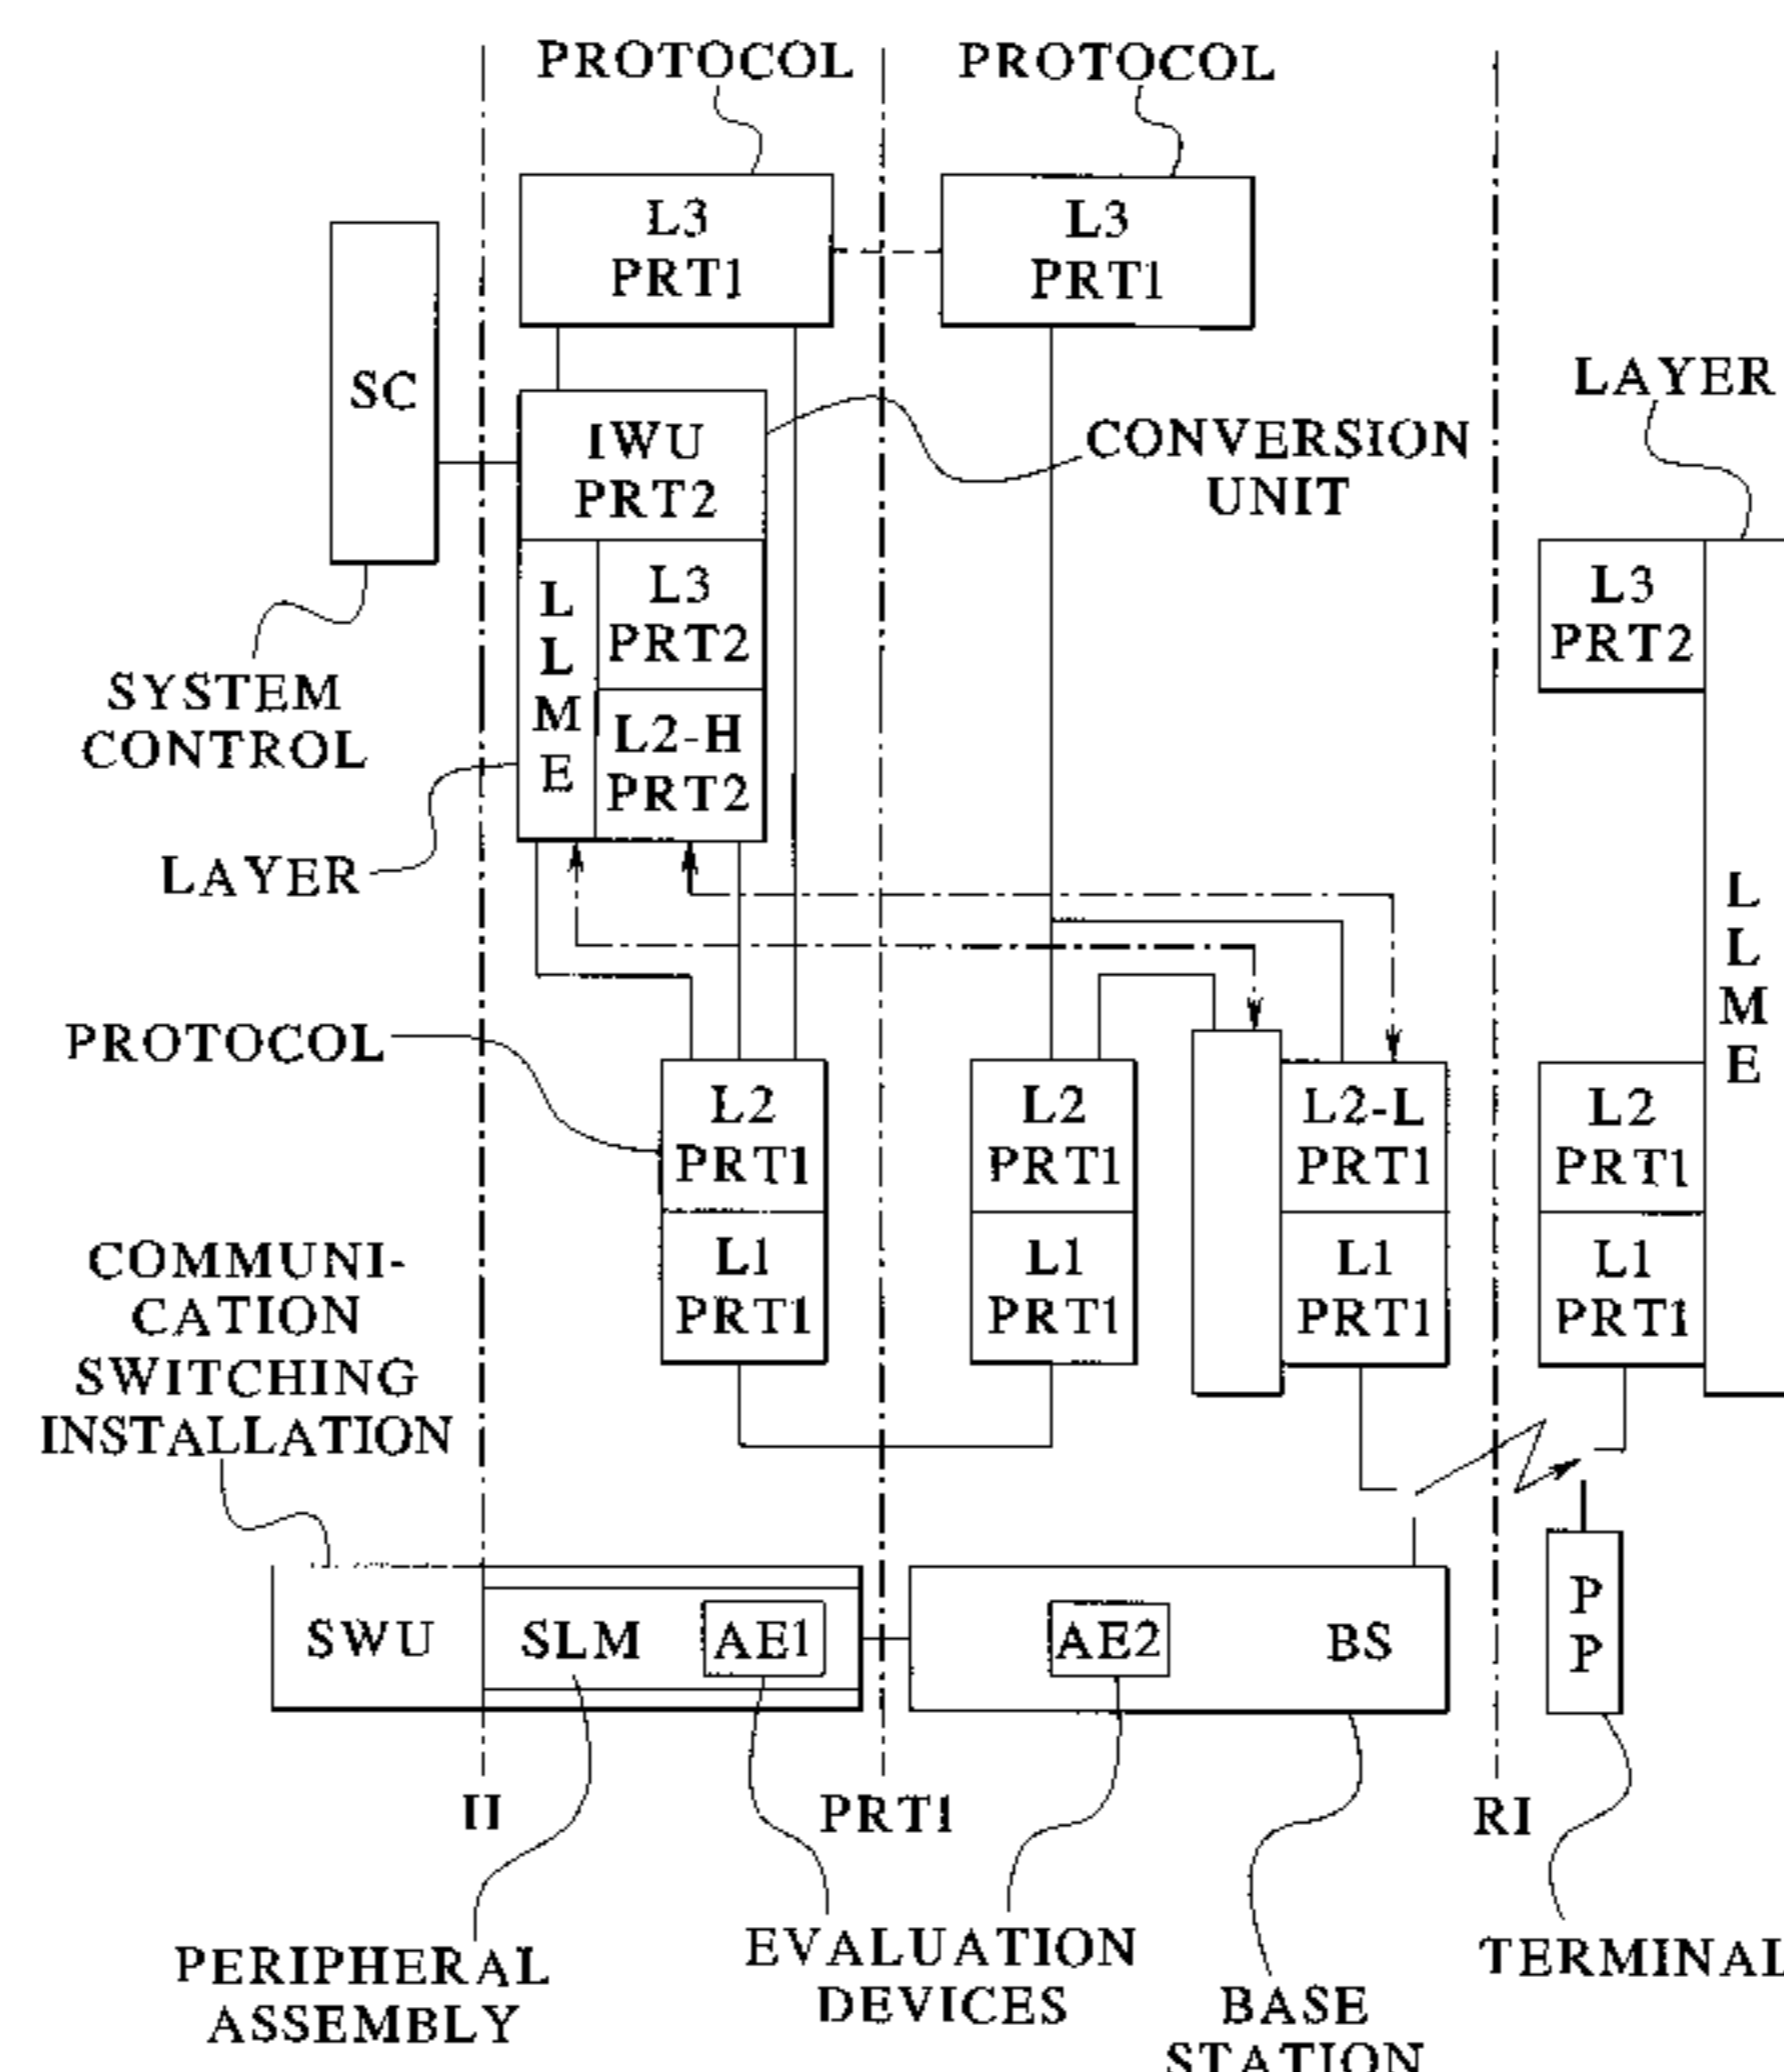 PROTOCOL
PROTOCOL
L3
PRT1
L3
PRT1
SC
LAYER
IWU
PRT2
CONVERSION
UNIT
L
L
M
E
L3
PRT2
L2-H
PRT2
L3
PRT2
SYSTEM
CONTROL
LAYER
L
L
M
E
PROTOCOL
L2
PRT1
L1
PRT1
L2
PRT1
L1
PRT1
L2-L
PRT1
L1
PRT1
L2
PRT1
L1
PRT1
COMMUNI-
CATION
SWITCHING
INSTALLATION
SWU
SLM
AE1
AE2
BS
P
P
II
PRT1
RI
PERIPHERAL
ASSEMBLY
EVALUATION
DEVICES
BASE
STATION
TERMINAL